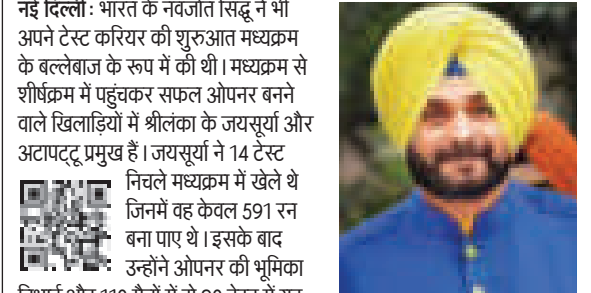 नई दिल्ली : भारत के नवजोत सिद्धू ने भी
अपने टेस्ट करियर की शुरुआत मध्यक्रम
के बल्लेबाज के रूप में की थी। मध्यक्रम से
शीर्षक्रम में पहुंचकर सफल ओपनर बनने
वाले खिलाड़ियों में श्रीलंका के जयसूर्या और
अटापट्टू प्रमुख हैं। जयसूर्या ने 14 टेस्ट
निचले मध्यक्रम में खेले थे
जिनमें वह केवल 591 रन
बना पाए थे। इसके बाद
उन्होंने ओपनर की भूमिका